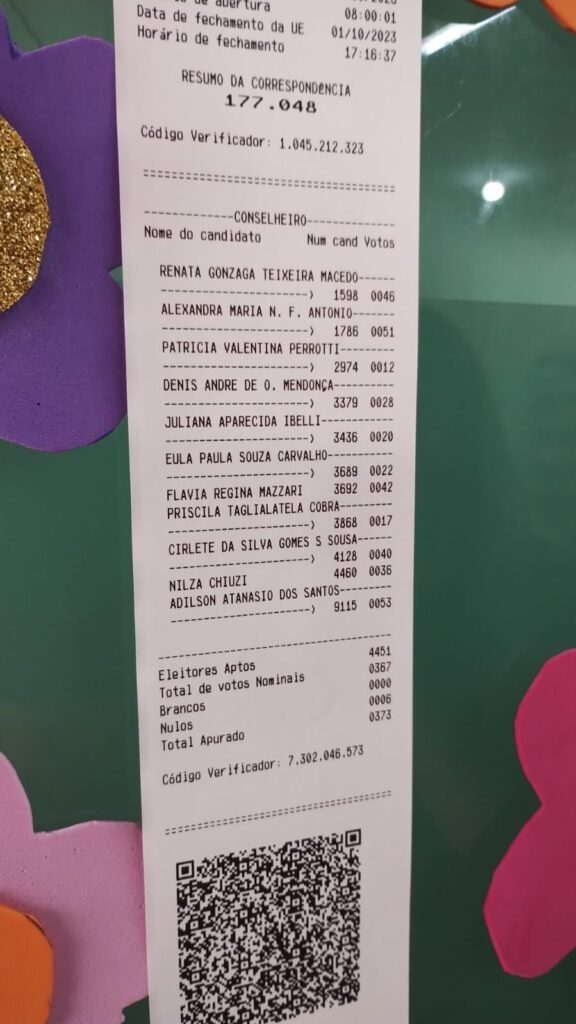 de abertura 08:00:01
Data de fechamento da UE 01/10/2023
Horário de fechamento 17:16:37
RESUMO DA CORRESPONDÊNCIA
177.048
Código Verificador: 1.045.212.323
=====================================
-------------CONSELHEIRO-------------
Nome do candidato Num cand Votos
RENATA GONZAGA TEIXEIRA MACEDO------
---------------------> 1598 0046
ALEXANDRA MARIA N. F. ANTONIO-------
---------------------> 1786 0051
PATRICIA VALENTINA PERROTTI---------
---------------------> 2974 0012
DENIS ANDRE DE O. MENDONÇA----------
---------------------> 3379 0028
JULIANA APARECIDA IBELLI------------
---------------------> 3436 0020
EULA PAULA SOUZA CARVALHO-----------
---------------------> 3689 0022
FLAVIA REGINA MAZZARI 3692 0042
PRISCILA TAGLIALATELA COBRA---------
---------------------> 3868 0017
CIRLETE DA SILVA GOMES S SOUSA------
---------------------> 4128 0040
NILZA CHIUZI 4460 0036
ADILSON ATANASIO DOS SANTOS---------
---------------------> 9115 0053
-------------------------------------
Eleitores Aptos 4451
Total de votos Nominais 0367
Brancos 0000
Nulos 0006
Total Apurado 0373
Código Verificador: 7.302.046.573
=====================================